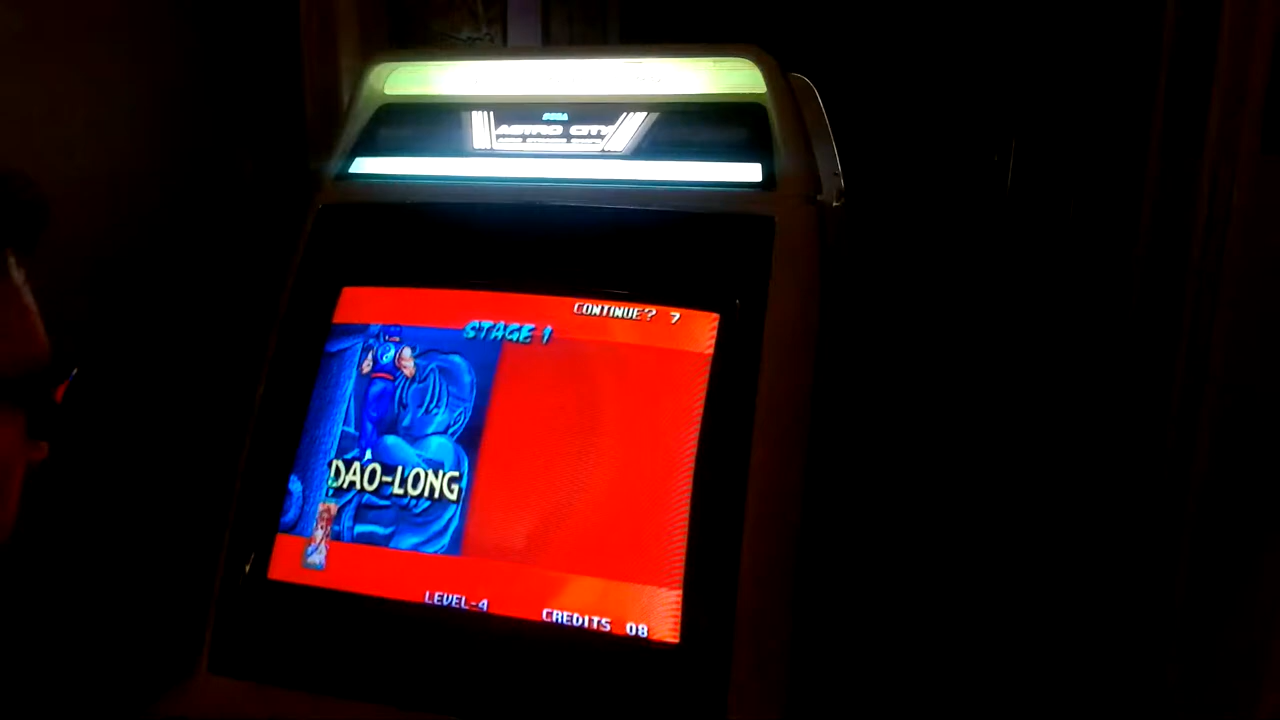 SEGA
ASTRO CITY
CONTINUE? 7
STAGE 1
DAO-LONG
LEVEL-4
CREDITS 08